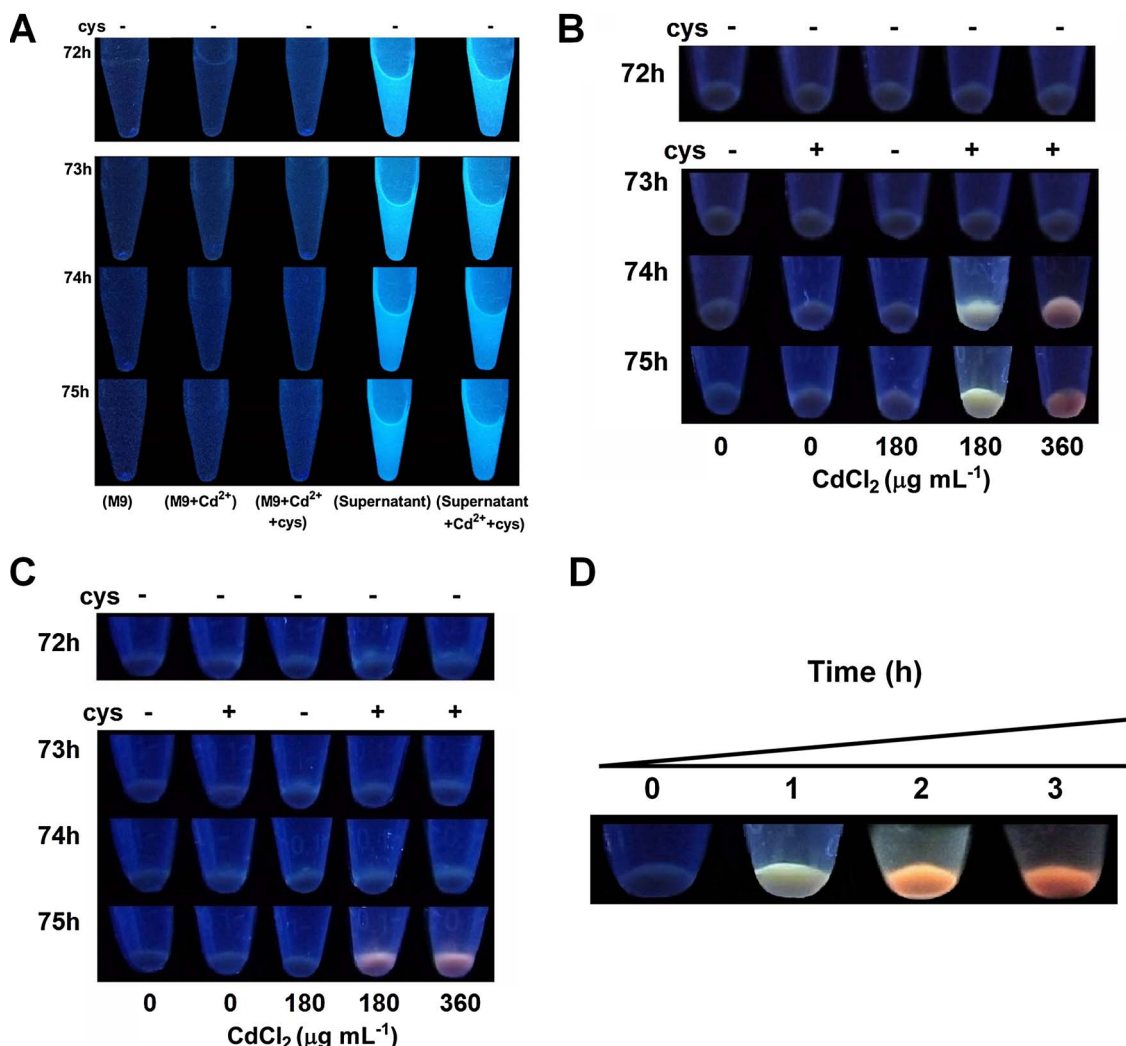 A
cys - - - - -
72h
73h
74h
75h
(M9) (M9+Cd²⁺) (M9+Cd²⁺ (Supernatant) (Supernatant
+cys) +Cd²⁺+cys)
B
cys - - - - -
72h
cys - + - + +
73h
74h
75h
0 0 180 180 360
CdCl₂ (μg mL⁻¹)
C
cys - - - - -
72h
cys - + - + +
73h
74h
75h
0 0 180 180 360
CdCl₂ (μg mL⁻¹)
D
Time (h)
0 1 2 3